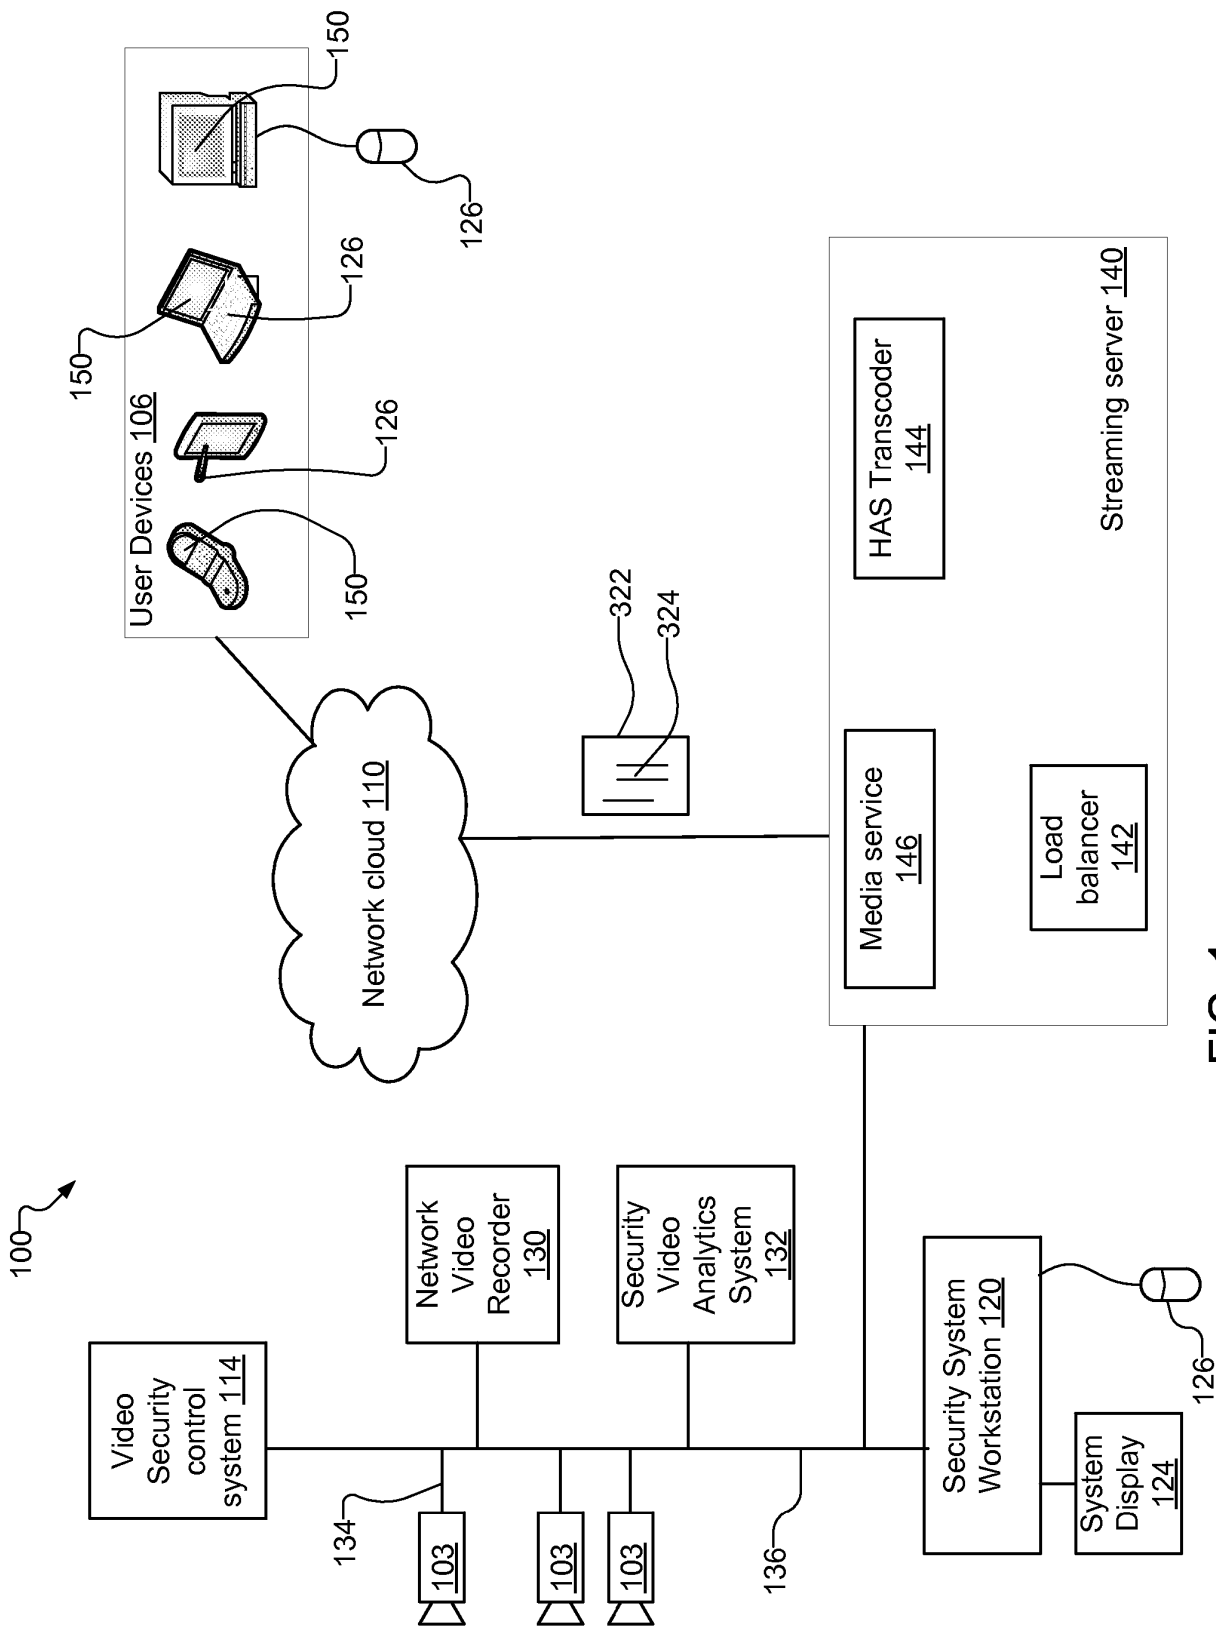 100
Video
Security
control
system 114
Network
Video
Recorder
130
Security
Video
Analytics
System
132
134
103
103
103
136
Security System
Workstation 120
System
Display
124
126
Network cloud 110
User Devices 106
150
126
150
126
150
126
322
324
Media service
146
HAS Transcoder
144
Load
balancer
142
Streaming server 140